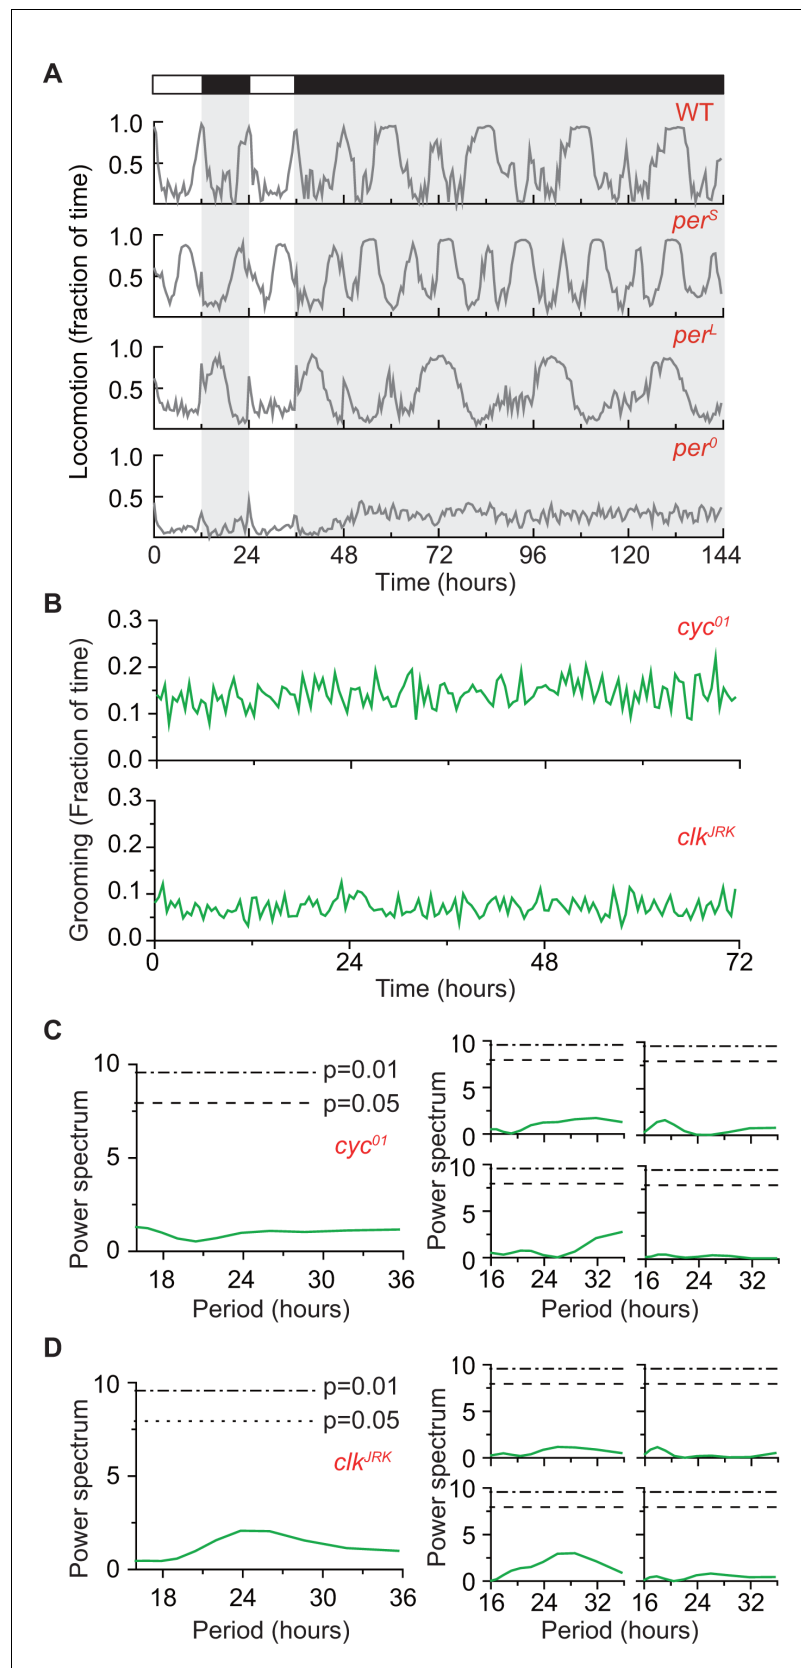 A
WT
1.0
0.5
Locomotion (fraction of time)
per^S
1.0
0.5
per^L
1.0
0.5
per^0
1.0
0.5
0 24 48 72 96 120 144
Time (hours)
B
0.3
0.2
0.1
0.0
cyc^01
Grooming (Fraction of time)
0.3
0.2
0.1
0.0
clk^JRK
0 24 48 72
Time (hours)
C
10
5
0
Power spectrum
p=0.01
p=0.05
cyc^01
18 24 30 36
Period (hours)
10
5
0
10
5
0
Power spectrum
16 24 32 16 24 32
Period (hours)
D
10
5
0
Power spectrum
p=0.01
p=0.05
clk^JRK
18 24 30 36
Period (hours)
10
5
0
10
5
0
Power spectrum
16 24 32 16 24 32
Period (hours)